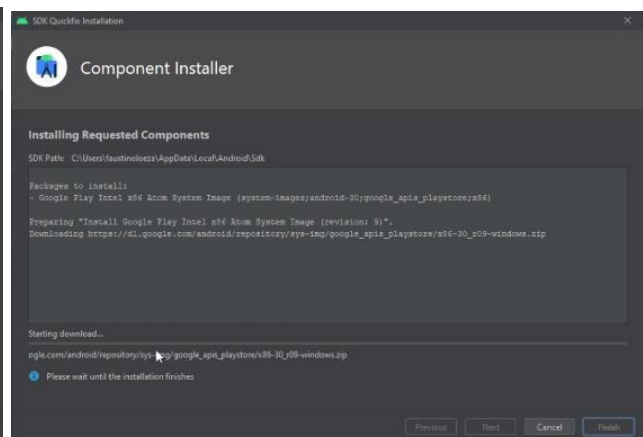 SDK Quickfix Installation
Component Installer
Installing Requested Components
SDK Path: C:\Users\faustinoloeza\AppData\Local\Android\Sdk
Packages to install:
- Google Play Intel x86 Atom System Image (system-images;android-30;google_apis_playstore;x86)
Preparing "Install Google Play Intel x86 Atom System Image (revision: 9)".
Downloading https://dl.google.com/android/repository/sys-img/google_apis_playstore/x86-30_r09-windows.zip
Starting download...
ogle.com/android/repository/sys-img/google_apis_playstore/x86-30_r09-windows.zip
Please wait until the installation finishes
Previous Next Cancel Finish